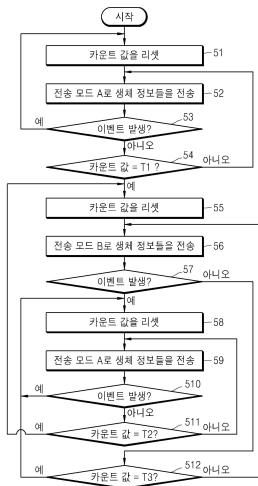 시작
카운트 값을 리셋 51
전송 모드 A로 생체 정보들을 전송 52
이벤트 발생? 53
예
아니오
카운트 값 = T1 ? 54
아니오
예
카운트 값을 리셋 55
전송 모드 B로 생체 정보들을 전송 56
이벤트 발생? 57
아니오
예
카운트 값을 리셋 58
전송 모드 A로 생체 정보들을 전송 59
이벤트 발생? 510
예
아니오
카운트 값 = T2? 511
예
아니오
카운트 값 = T3? 512
예
아니오